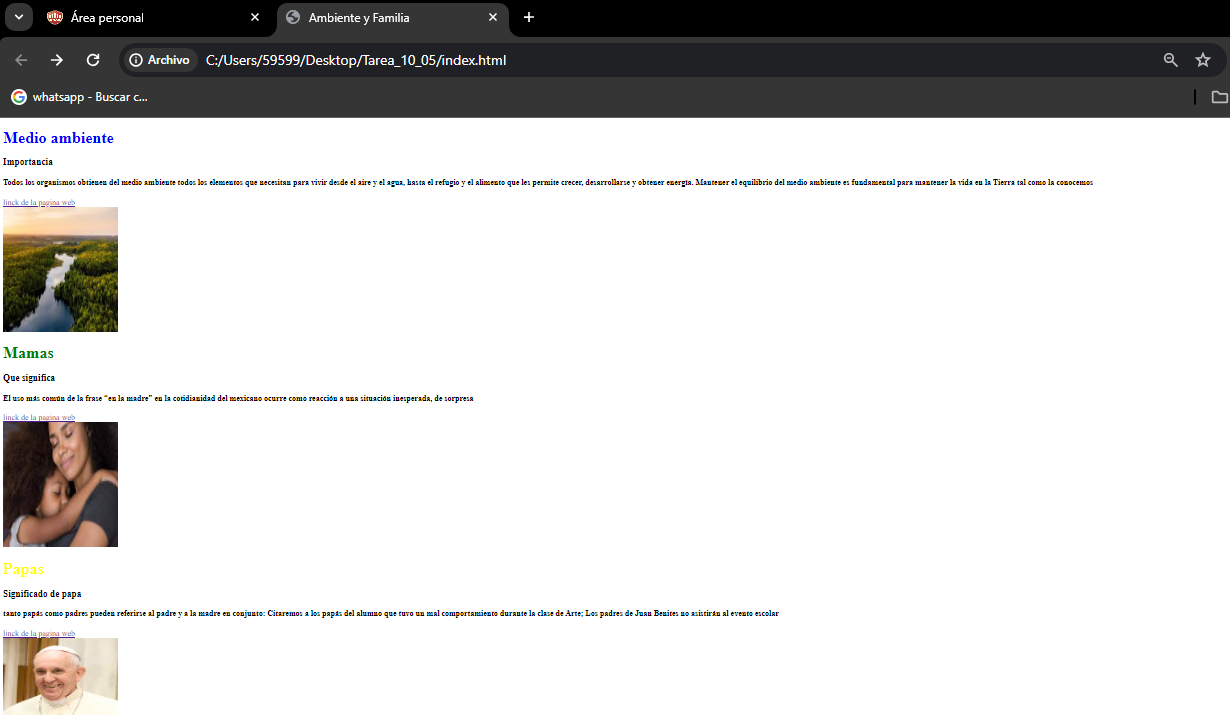 Área personal
Ambiente y Familia
Archivo
C:/Users/59599/Desktop/Tarea_10_05/index.html
whatsapp - Buscar c...
Medio ambiente
Importancia
Todos los organismos obtienen del medio ambiente todos los elementos que necesitan para vivir desde el aire y el agua, hasta el refugio y el alimento que les permite crecer, desarrollarse y obtener energía. Mantener el equilibrio del medio ambiente es fundamental para mantener la vida en la Tierra tal como la conocemos
linck de la pagina web
Mamas
Que significa
El uso más común de la frase “en la madre” en la cotidianidad del mexicano ocurre como reacción a una situación inesperada, de sorpresa
linck de la pagina web
Papas
Significado de papa
tanto papás como padres pueden referirse al padre y a la madre en conjunto: Citaremos a los papás del alumno que tuvo un mal comportamiento durante la clase de Arte; Los padres de Juan Benites no asistirán al evento escolar
linck de la pagina web